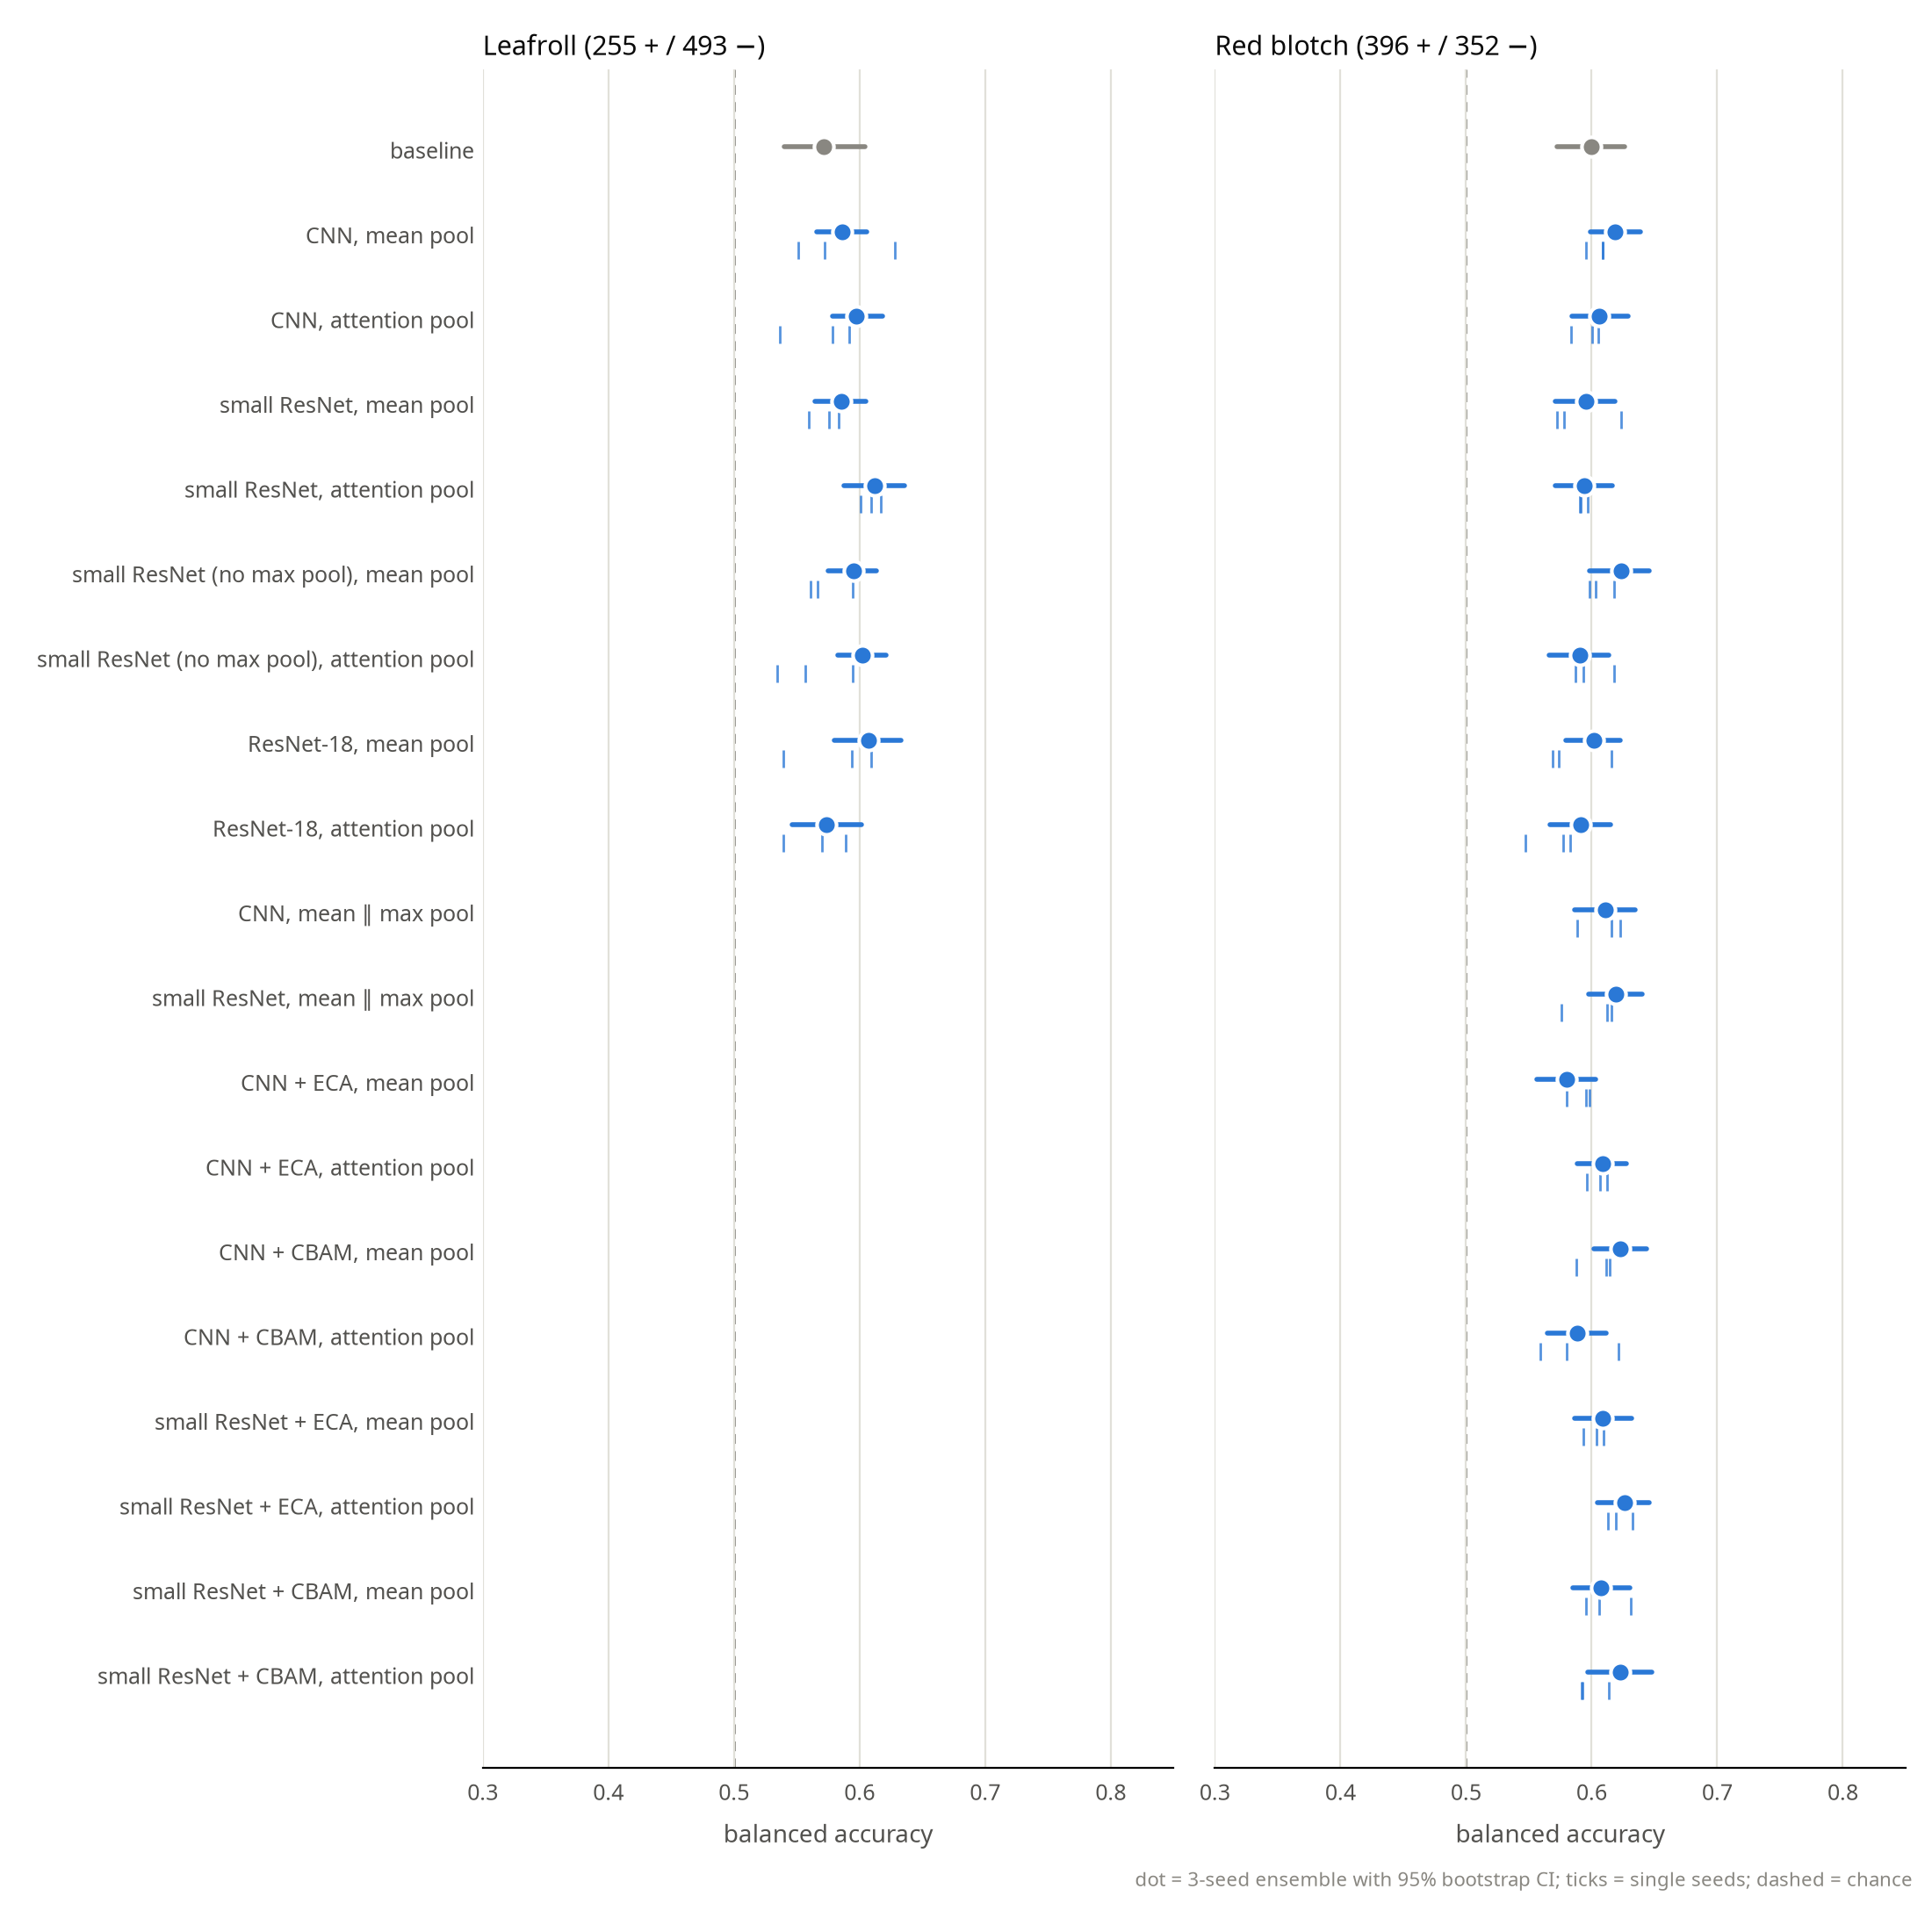 Leafroll (255 + / 493 −)
Red blotch (396 + / 352 −)
baseline
CNN, mean pool
CNN, attention pool
small ResNet, mean pool
small ResNet, attention pool
small ResNet (no max pool), mean pool
small ResNet (no max pool), attention pool
ResNet-18, mean pool
ResNet-18, attention pool
CNN, mean ‖ max pool
small ResNet, mean ‖ max pool
CNN + ECA, mean pool
CNN + ECA, attention pool
CNN + CBAM, mean pool
CNN + CBAM, attention pool
small ResNet + ECA, mean pool
small ResNet + ECA, attention pool
small ResNet + CBAM, mean pool
small ResNet + CBAM, attention pool
0.3 0.4 0.5 0.6 0.7 0.8
0.3 0.4 0.5 0.6 0.7 0.8
balanced accuracy
balanced accuracy
dot = 3-seed ensemble with 95% bootstrap CI; ticks = single seeds; dashed = chance